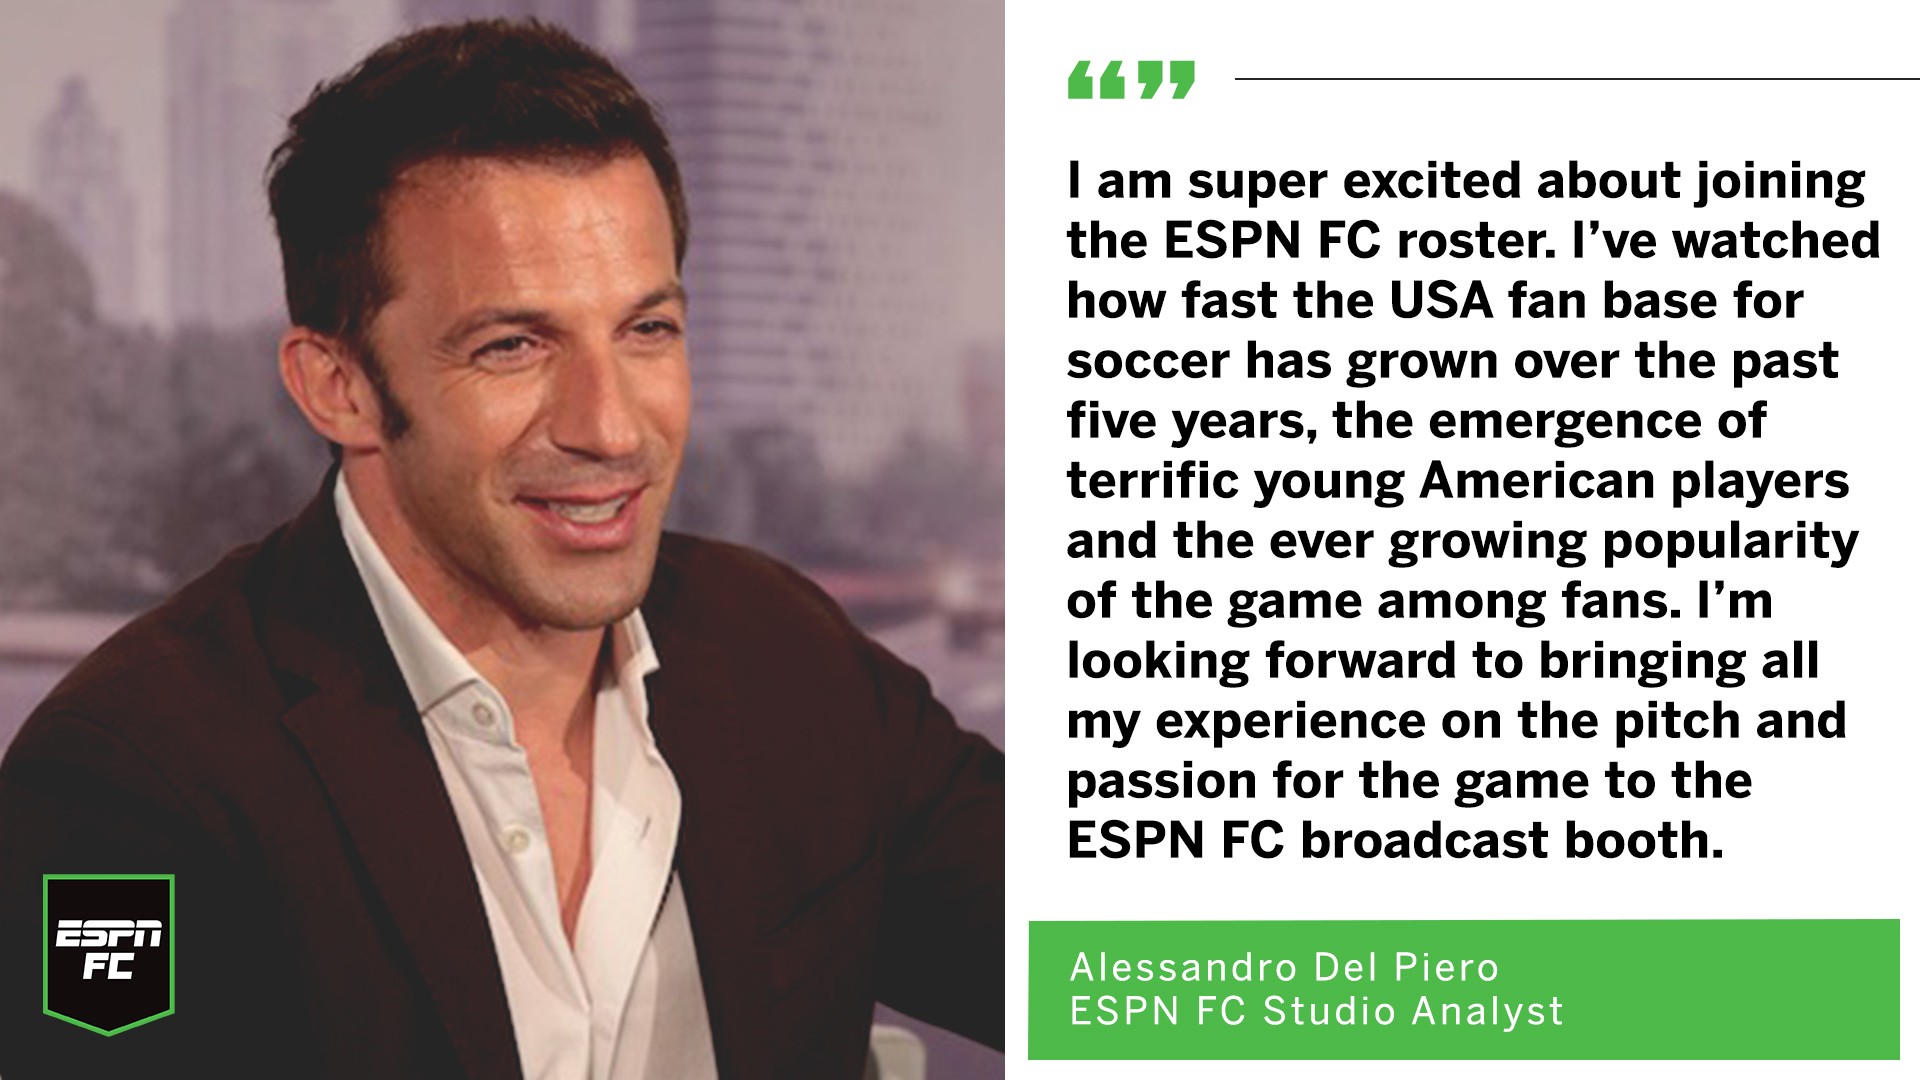 I am super excited about joining
the ESPN FC roster. I’ve watched
how fast the USA fan base for
soccer has grown over the past
five years, the emergence of
terrific young American players
and the ever growing popularity
of the game among fans. I’m
looking forward to bringing all
my experience on the pitch and
passion for the game to the
ESPN FC broadcast booth.
Alessandro Del Piero
ESPN FC Studio Analyst
ESPN
FC